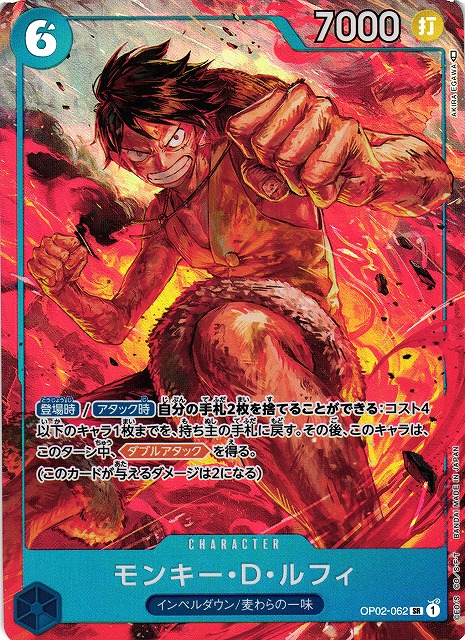 6
7000 打
AKIRA EGAWA
登場時/アタック時 自分の手札2枚を捨てることができる:コスト4
以下のキャラ1枚までを、持ち主の手札に戻す。その後、このキャラは、
このターン中、ダブルアタックを得る。
(このカードが与えるダメージは2になる)
CHARACTER
モンキー・D・ルフィ
インペルダウン/麦わらの一味
OP02-062 SR 1
BANDAI MADE IN JAPAN